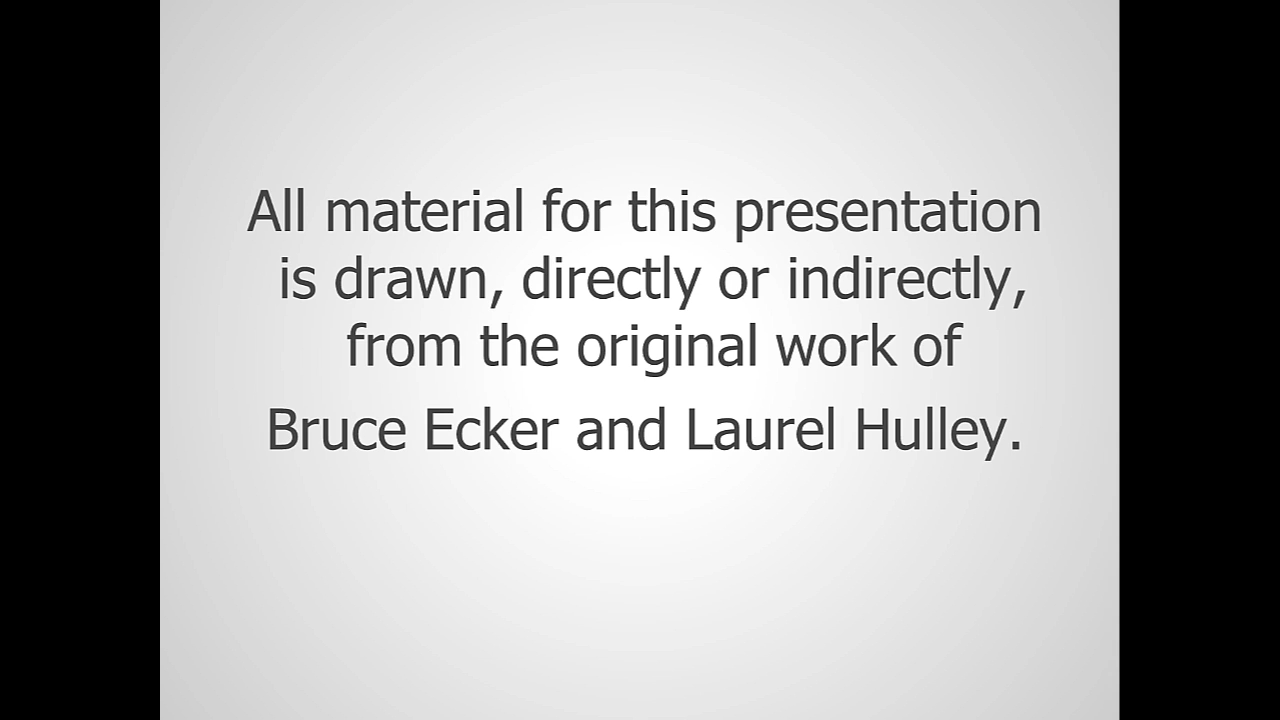 All material for this presentation
is drawn, directly or indirectly,
from the original work of
Bruce Ecker and Laurel Hulley.